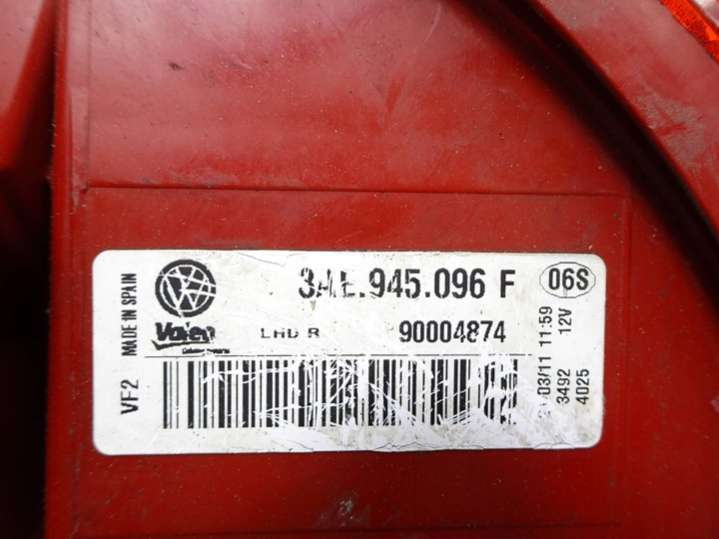 3AE.945.096 F
06S
Valeo
LHD R
90004874
MADE IN SPAIN
VF2
03/11 11:59
12V
3492
4025